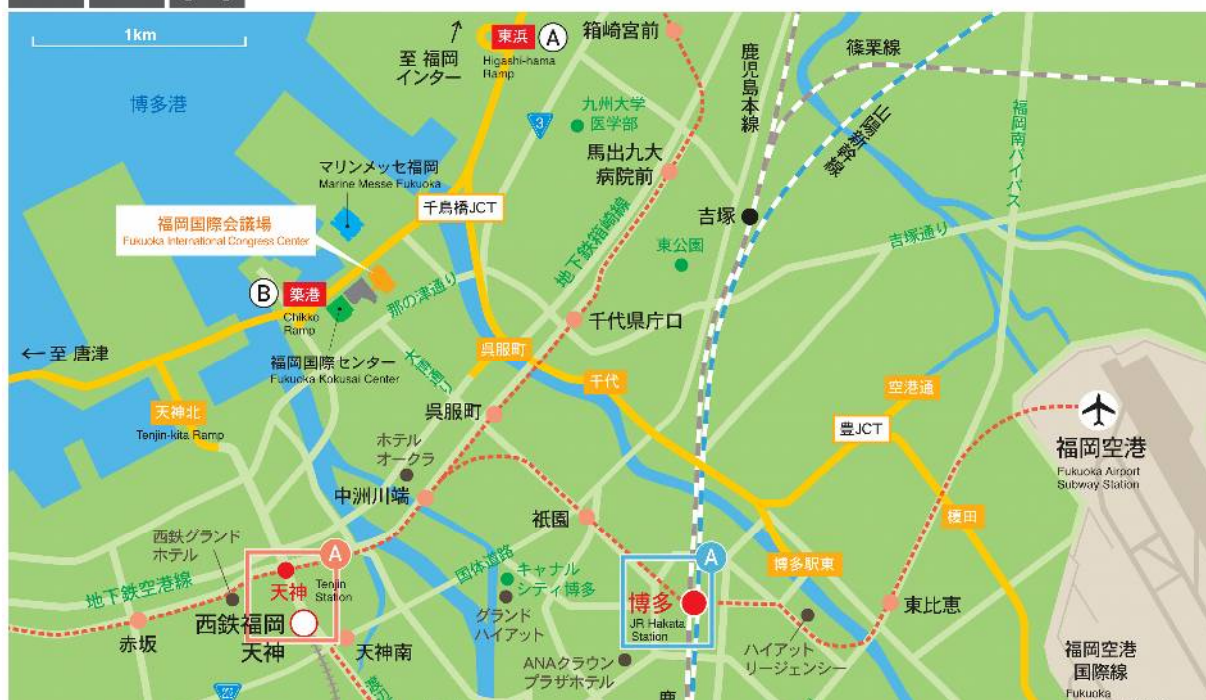 1km
東浜
A
Higashi-hama
Ramp
箱崎宮前
至 福岡
インター
鹿児島本線
篠栗線
山陽新幹線
福岡南バイパス
博多港
3
九州大学
医学部
馬出九大
病院前
マリンメッセ福岡
Marine Messe Fukuoka
千鳥橋JCT
福岡国際会議場
Fukuoka International Congress Center
吉塚
地下鉄箱崎線
東公園
吉塚通り
B
築港
Chikko
Ramp
那の津通り
千代県庁口
← 至 唐津
福岡国際センター
Fukuoka Kokusai Center
大博通り
呉服町
千代
空港通
天神北
Tenjin-kita Ramp
呉服町
豊JCT
福岡空港
Fukuoka Airport
Subway Station
ホテル
オークラ
中洲川端
祇園
榎田
西鉄グランド
ホテル
A
国体道路
キャナル
シティ博多
A
博多駅東
地下鉄空港線
天神
Tenjin
Station
グランド
ハイアット
博多
JR Hakata
Station
東比恵
赤坂
西鉄福岡
天神
天神南
ANAクラウン
プラザホテル
ハイアット
リージェンシー
福岡空港
国際線
Fukuoka
鹿